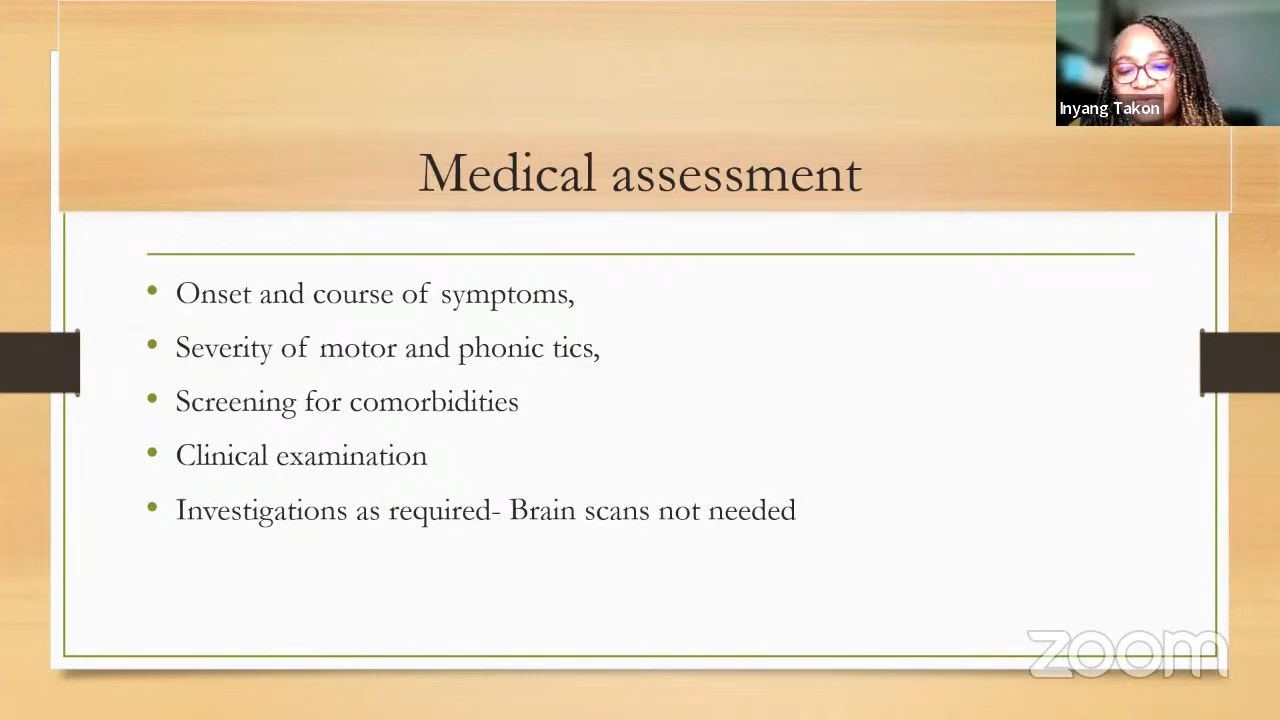 Inyang Takon
Medical assessment
Onset and course of symptoms,
Severity of motor and phonic tics,
Screening for comorbidities
Clinical examination
Investigations as required- Brain scans not needed
zoom